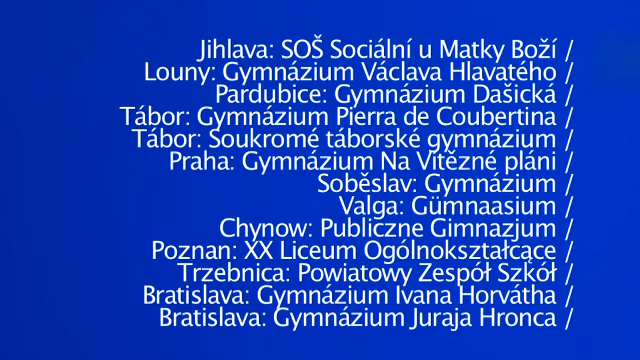 Jihlava: SOŠ Sociální u Matky Boží /
Louny: Gymnázium Václava Hlavatého /
Pardubice: Gymnázium Dašická /
Tábor: Gymnázium Pierra de Coubertina /
Tábor: Soukromé táborské gymnázium /
Praha: Gymnázium Na Vítězné pláni /
Soběslav: Gymnázium /
Valga: Gümnaasium /
Chynow: Publiczne Gimnazjum /
Poznan: XX Liceum Ogólnokształcące /
Trzebnica: Powiatowy Zespół Szkół /
Bratislava: Gymnázium Ivana Horvátha /
Bratislava: Gymnázium Juraja Hronca /